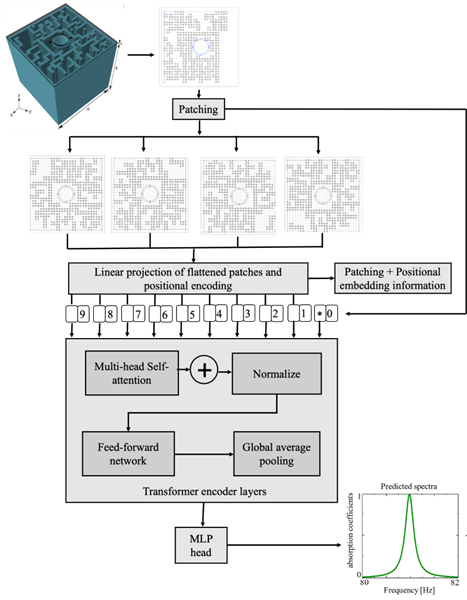 Patching
Linear projection of flattened patches and
positional encoding
Patching + Positional
embedding information
9 8 7 6 5 4 3 2 1 * 0
Multi-head Self-
attention
+
Normalize
Feed-forward
network
Global average
pooling
Transformer encoder layers
MLP
head
Predicted spectra
absorption coefficients
1
0
80
82
Frequency [Hz]